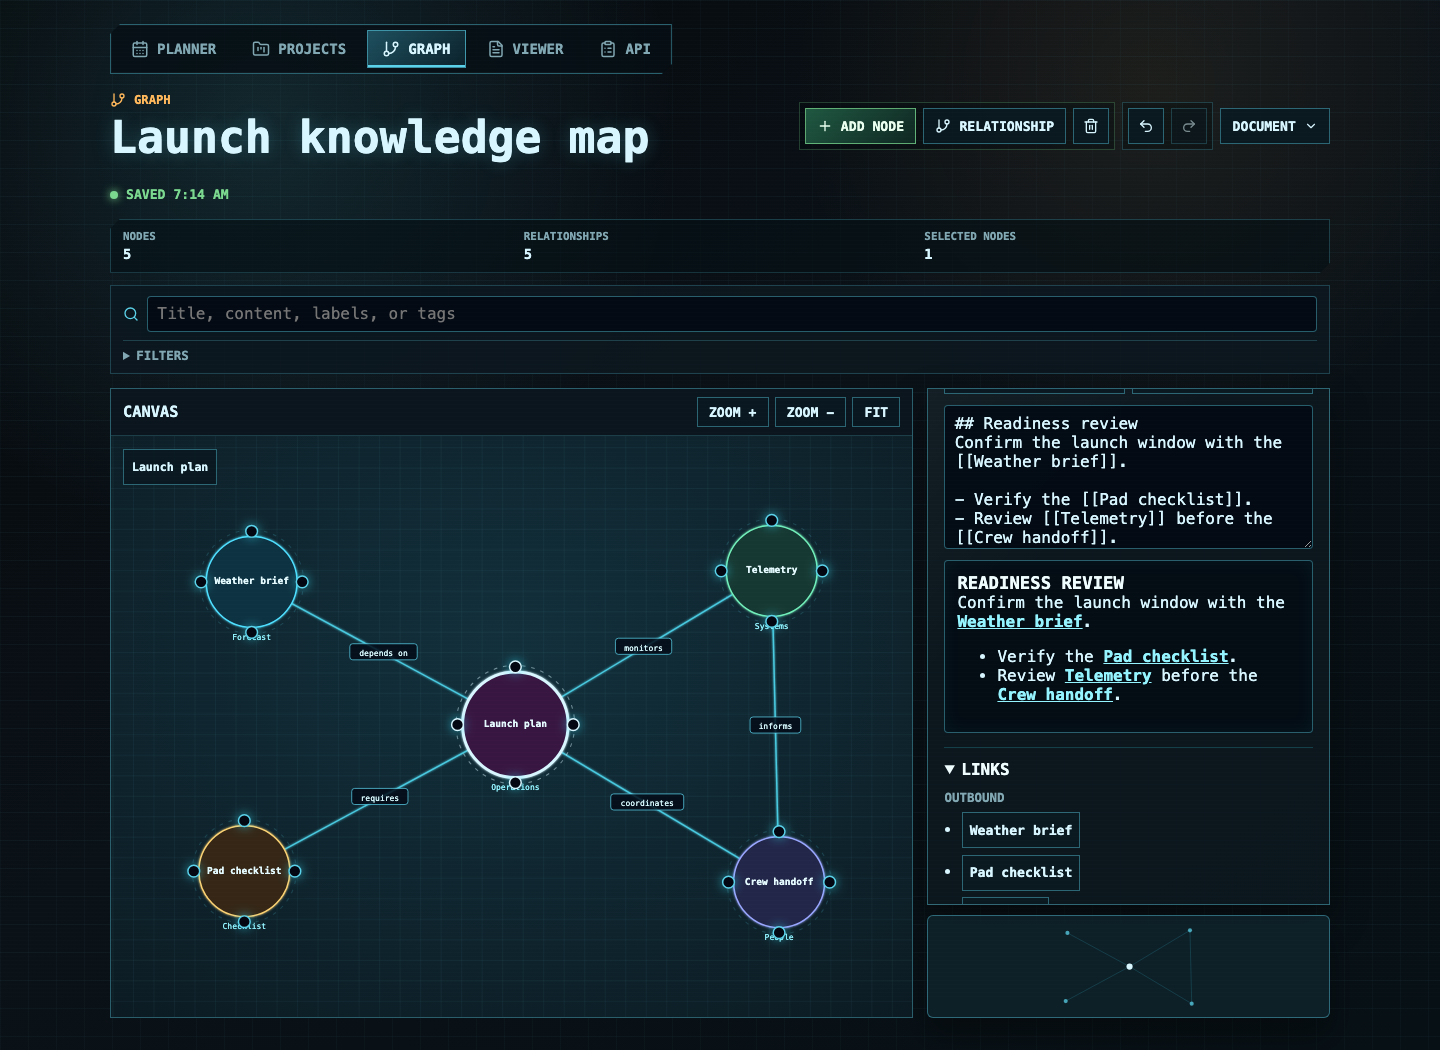 PLANNER PROJECTS GRAPH VIEWER API
GRAPH
Launch knowledge map
ADD NODE RELATIONSHIP DOCUMENT
SAVED 7:14 AM
NODES RELATIONSHIPS SELECTED NODES
5 5 1
Title, content, labels, or tags
FILTERS
CANVAS
ZOOM + ZOOM − FIT
Launch plan
Weather brief
Forecast
Telemetry
Systems
depends on
monitors
Launch plan
Operations
informs
requires
coordinates
Pad checklist
Checklist
Crew handoff
People
## Readiness review
Confirm the launch window with the
[[Weather brief]].
– Verify the [[Pad checklist]].
– Review [[Telemetry]] before the
[[Crew handoff]].
READINESS REVIEW
Confirm the launch window with the
Weather brief.
• Verify the Pad checklist.
• Review Telemetry before the
Crew handoff.
LINKS
OUTBOUND
• Weather brief
• Pad checklist